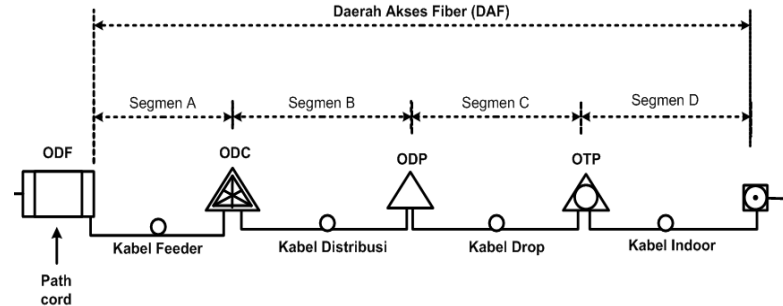 Daerah Akses Fiber (DAF)
Segmen A
Segmen B
Segmen C
Segmen D
ODF
ODC
ODP
OTP
Kabel Feeder
Kabel Distribusi
Kabel Drop
Kabel Indoor
Path
cord